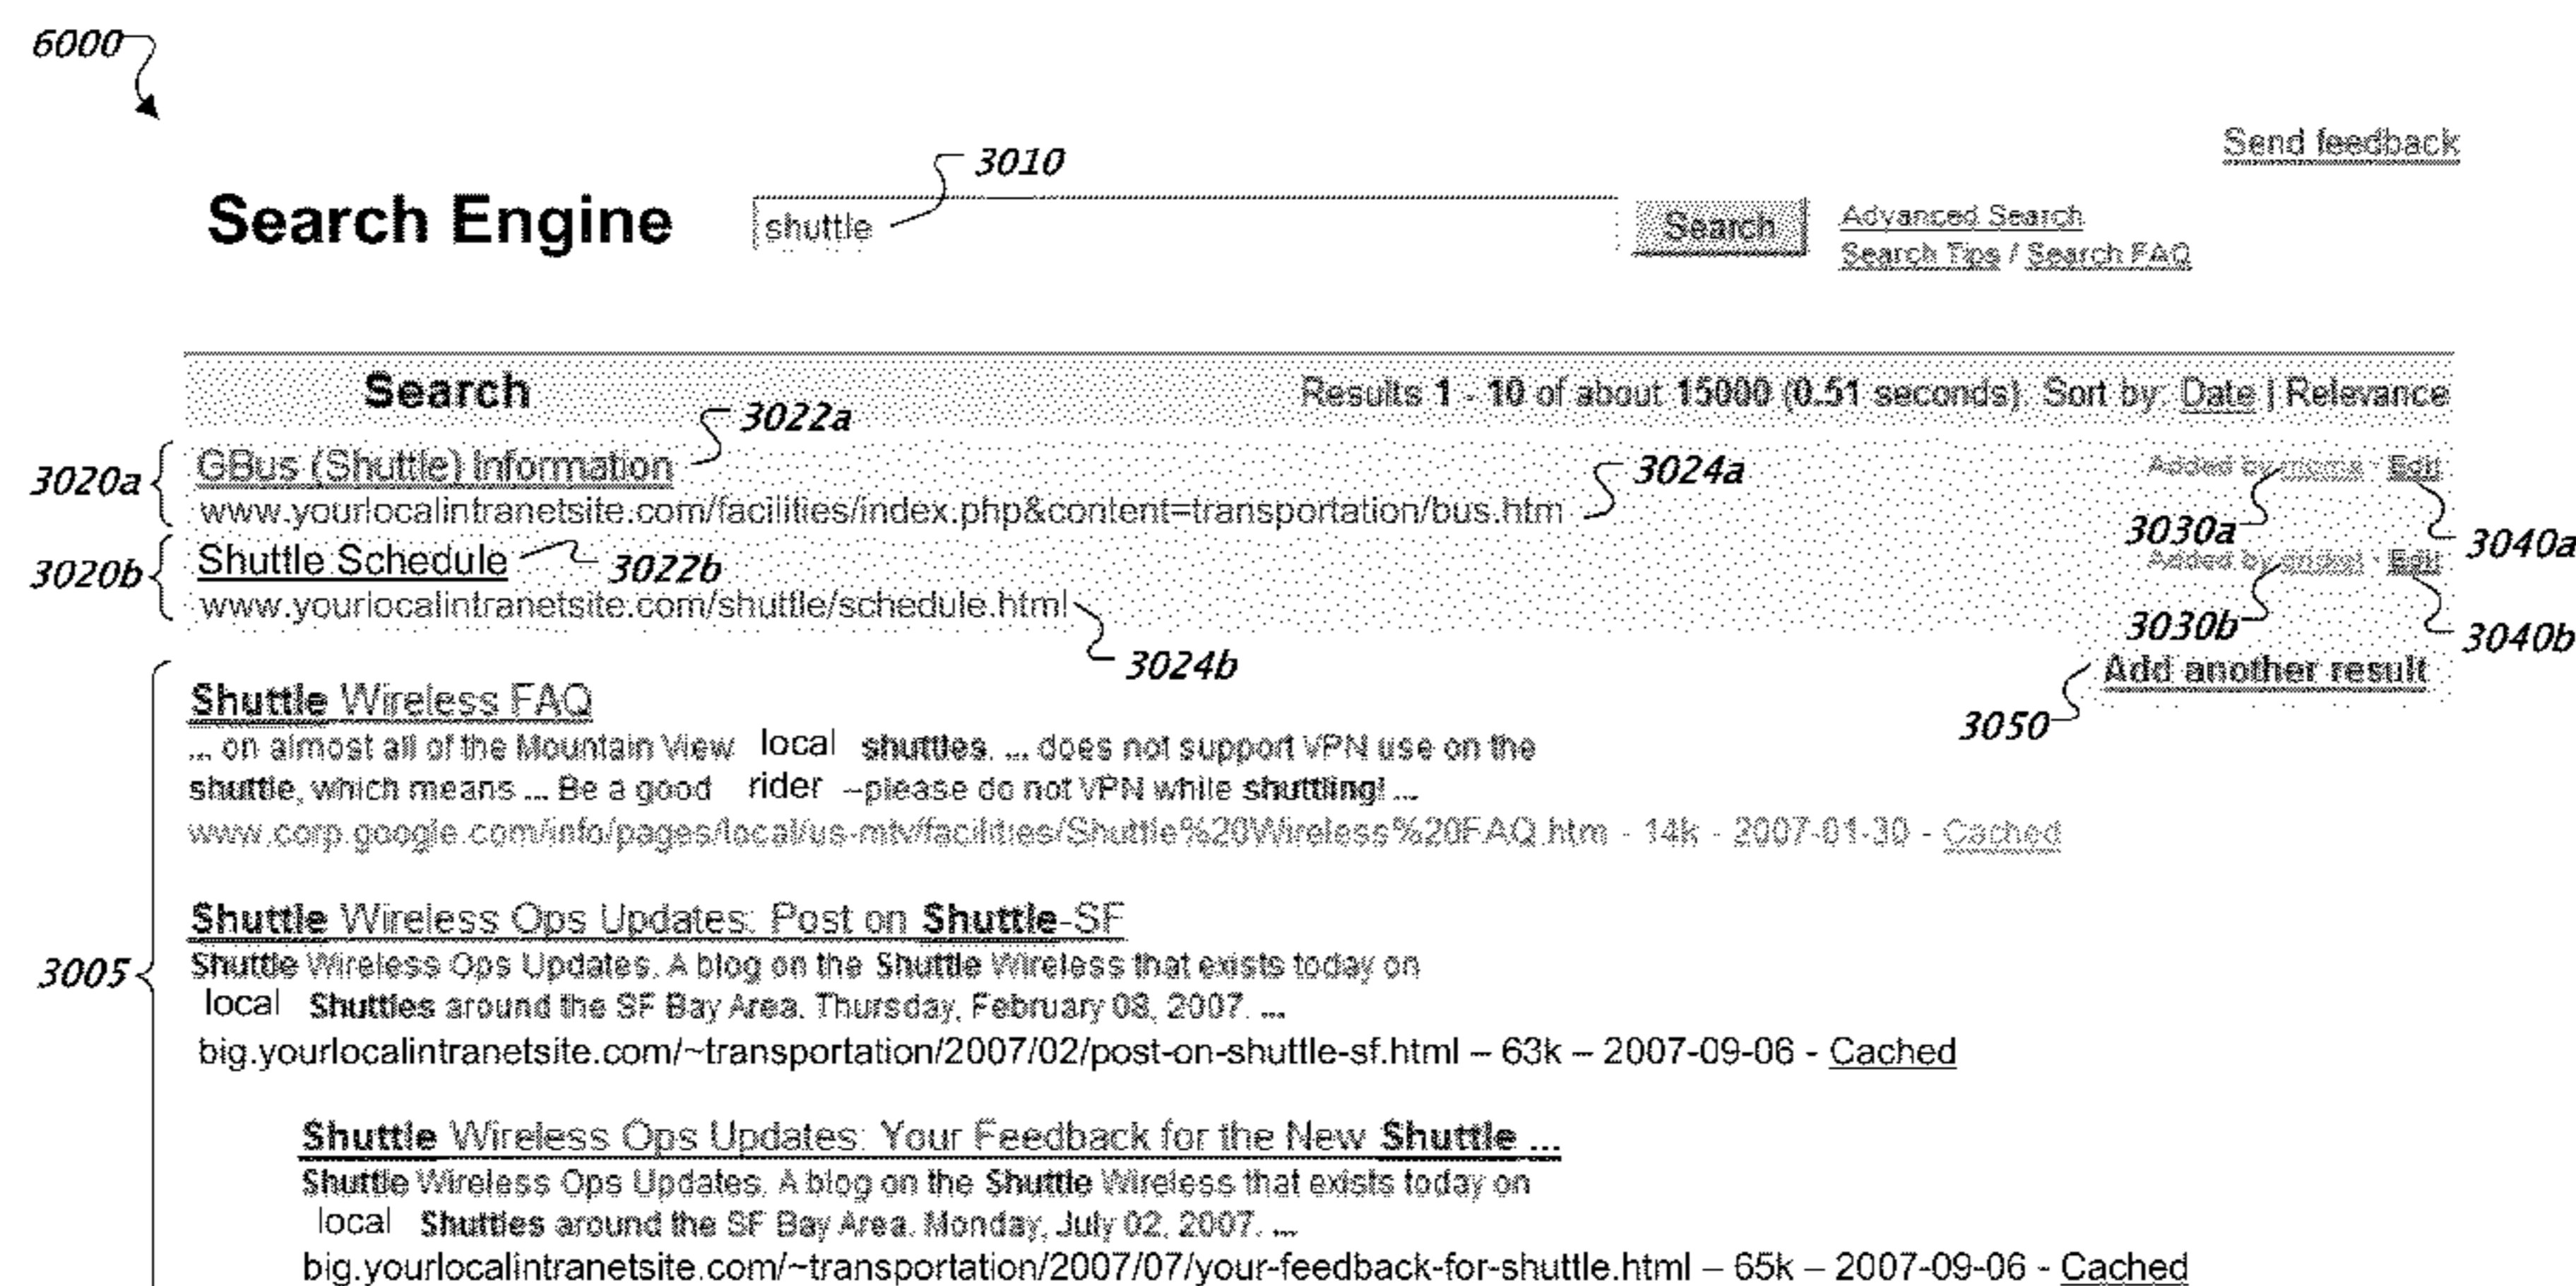 6000
Send feedback
3010
Search Engine shuttle Search Advanced Search
Search Tips / Search FAQ
Search Results 1 - 10 of about 15000 (0.51 seconds). Sort by: Date | Relevance
3022a
3020a GBus (Shuttle) Information 3024a Added by moma - Edit
www.yourlocalintranetsite.com/facilities/index.php&content=transportation/bus.htm 3030a 3040a
3020b Shuttle Schedule 3022b Added by - Edit
www.yourlocalintranetsite.com/shuttle/schedule.html 3030b 3040b
3024b
Add another result
3050
3005
Shuttle Wireless FAQ
... on almost all of the Mountain View local shuttles. ... does not support VPN use on the
shuttle, which means ... Be a good rider –please do not VPN while shuttling! ...
www.corp.google.com/info/pages/local/us-mtv/facilities/Shuttle%20Wireless%20FAQ.htm - 14k - 2007-01-30 - Cached
Shuttle Wireless Ops Updates: Post on Shuttle-SF
Shuttle Wireless Ops Updates. A blog on the Shuttle Wireless that exists today on
local Shuttles around the SF Bay Area. Thursday, February 08, 2007. ...
big.yourlocalintranetsite.com/~transportation/2007/02/post-on-shuttle-sf.html – 63k – 2007-09-06 - Cached
Shuttle Wireless Ops Updates: Your Feedback for the New Shuttle ...
Shuttle Wireless Ops Updates. A blog on the Shuttle Wireless that exists today on
local Shuttles around the SF Bay Area. Monday, July 02, 2007. ...
big.yourlocalintranetsite.com/~transportation/2007/07/your-feedback-for-shuttle.html – 65k – 2007-09-06 - Cached